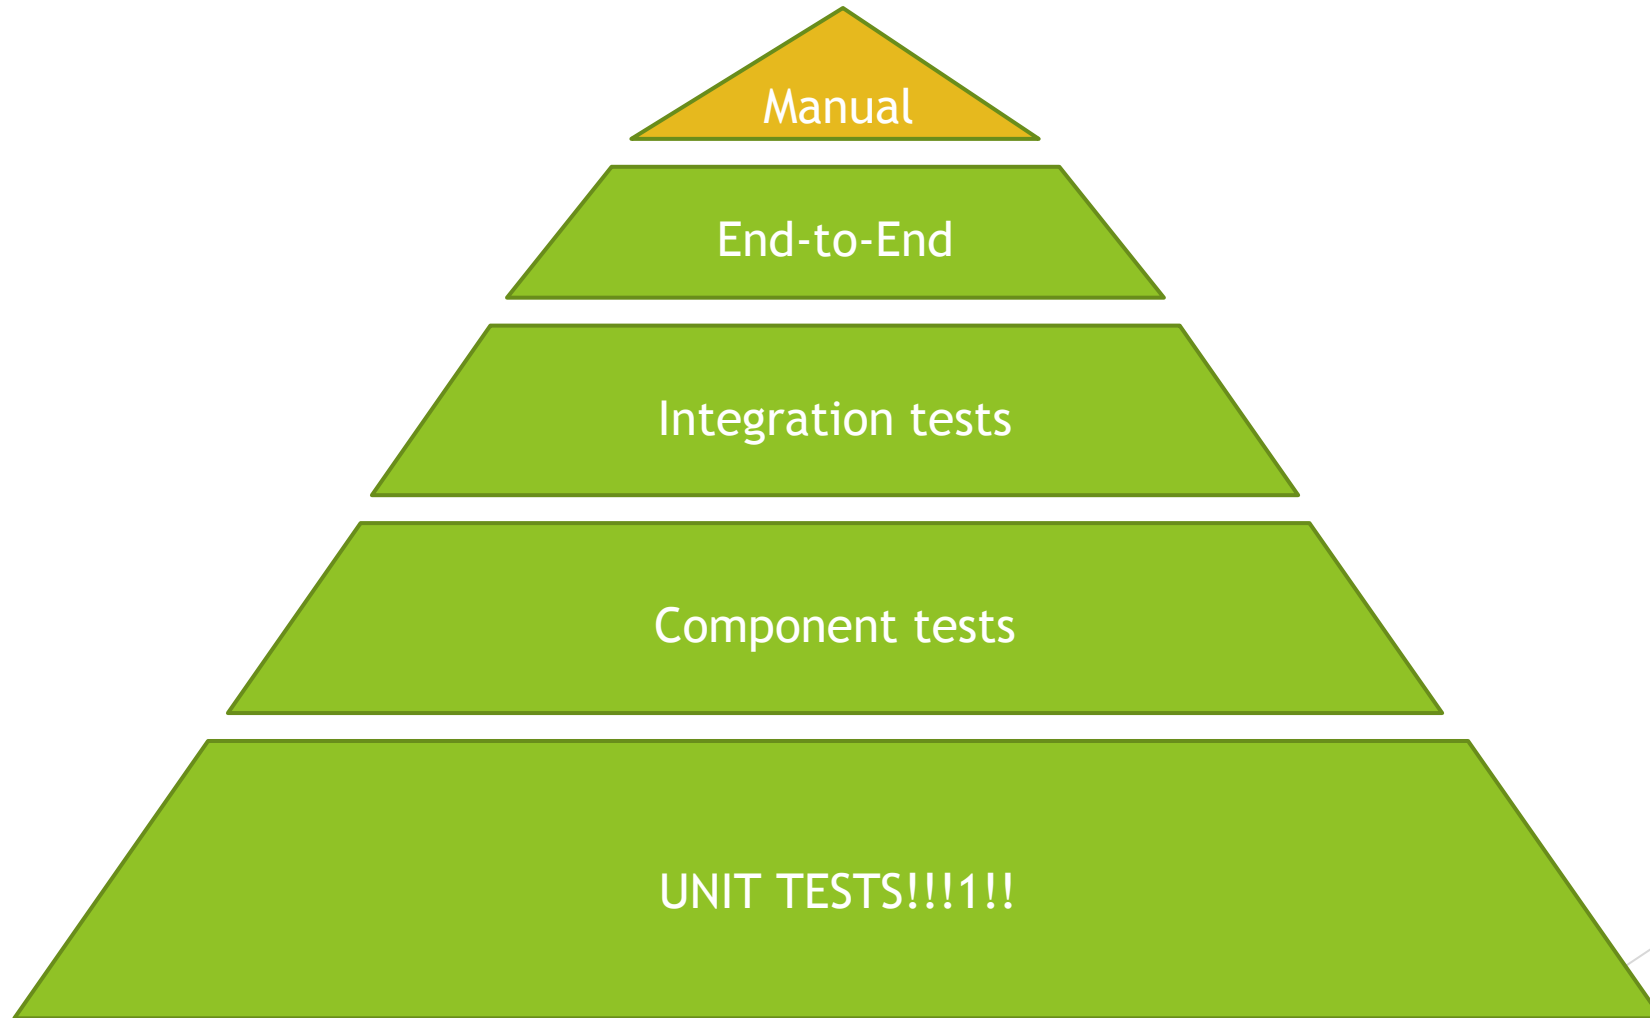 Manual
End-to-End
Integration tests
Component tests
UNIT TESTS!!!1!!